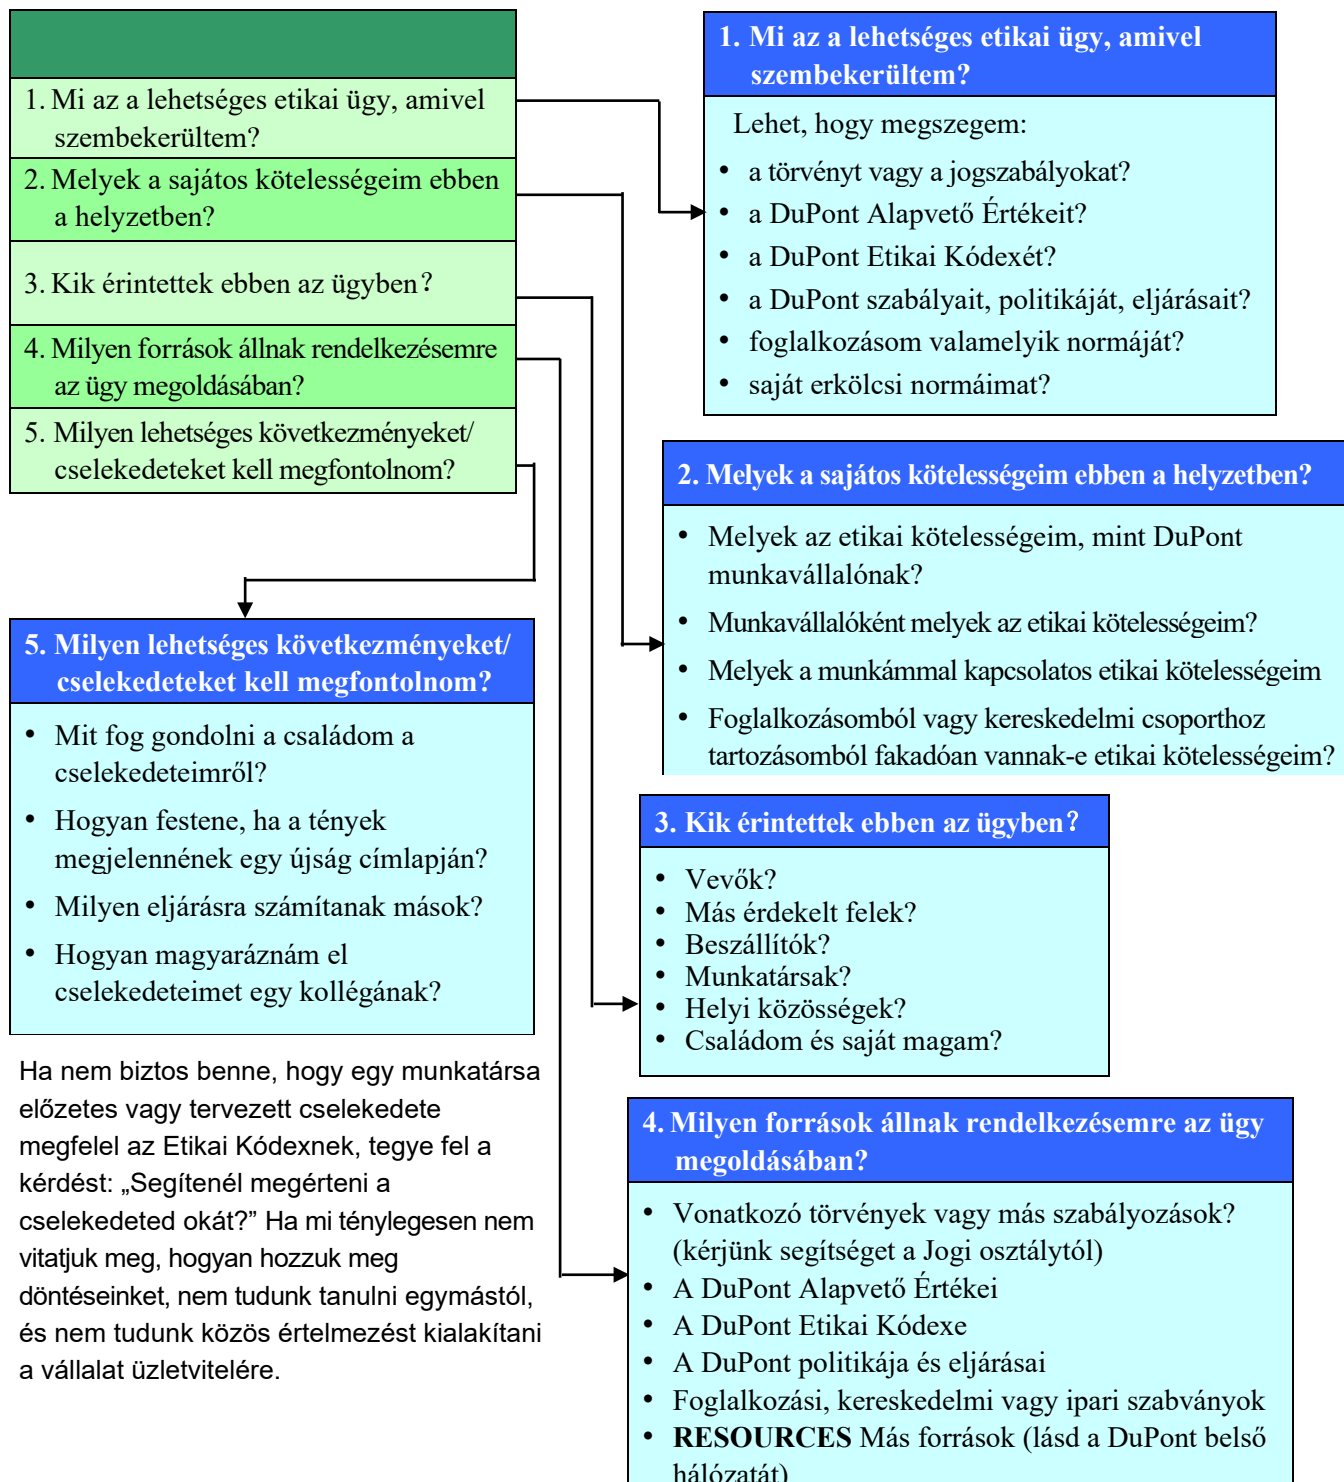 1. Mi az a lehetséges etikai ügy, amivel
szembekerültem?
2. Melyek a sajátos kötelességeim ebben
a helyzetben?
3. Kik érintettek ebben az ügyben?
4. Milyen források állnak rendelkezésemre
az ügy megoldásában?
5. Milyen lehetséges következményeket/
cselekedeteket kell megfontolnom?
1. Mi az a lehetséges etikai ügy, amivel
szembekerültem?
Lehet, hogy megszegem:
• a törvényt vagy a jogszabályokat?
• a DuPont Alapvető Értékeit?
• a DuPont Etikai Kódexét?
• a DuPont szabályait, politikáját, eljárásait?
• foglalkozásom valamelyik normáját?
• saját erkölcsi normáimat?
2. Melyek a sajátos kötelességeim ebben a helyzetben?
• Melyek az etikai kötelességeim, mint DuPont
munkavállalónak?
• Munkavállalóként melyek az etikai kötelességeim?
• Melyek a munkámmal kapcsolatos etikai kötelességeim
• Foglalkozásomból vagy kereskedelmi csoporthoz
tartozásomból fakadóan vannak-e etikai kötelességeim?
3. Kik érintettek ebben az ügyben?
• Vevők?
• Más érdekelt felek?
• Beszállítók?
• Munkatársak?
• Helyi közösségek?
• Családom és saját magam?
4. Milyen források állnak rendelkezésemre az ügy
megoldásában?
• Vonatkozó törvények vagy más szabályozások?
(kérjünk segítséget a Jogi osztálytól)
• A DuPont Alapvető Értékei
• A DuPont Etikai Kódexe
• A DuPont politikája és eljárásai
• Foglalkozási, kereskedelmi vagy ipari szabványok
• RESOURCES Más források (lásd a DuPont belső
hálózatát)
5. Milyen lehetséges következményeket/
cselekedeteket kell megfontolnom?
• Mit fog gondolni a családom a
cselekedeteimről?
• Hogyan festene, ha a tények
megjelennének egy újság címlapján?
• Milyen eljárásra számítanak mások?
• Hogyan magyaráznám el
cselekedeteimet egy kollégának?
Ha nem biztos benne, hogy egy munkatársa
előzetes vagy tervezett cselekedete
megfelel az Etikai Kódexnek, tegye fel a
kérdést: „Segítenél megérteni a
cselekedeted okát?” Ha mi ténylegesen nem
vitatjuk meg, hogyan hozzuk meg
döntéseinket, nem tudunk tanulni egymástól,
és nem tudunk közös értelmezést kialakítani
a vállalat üzletvitelére.